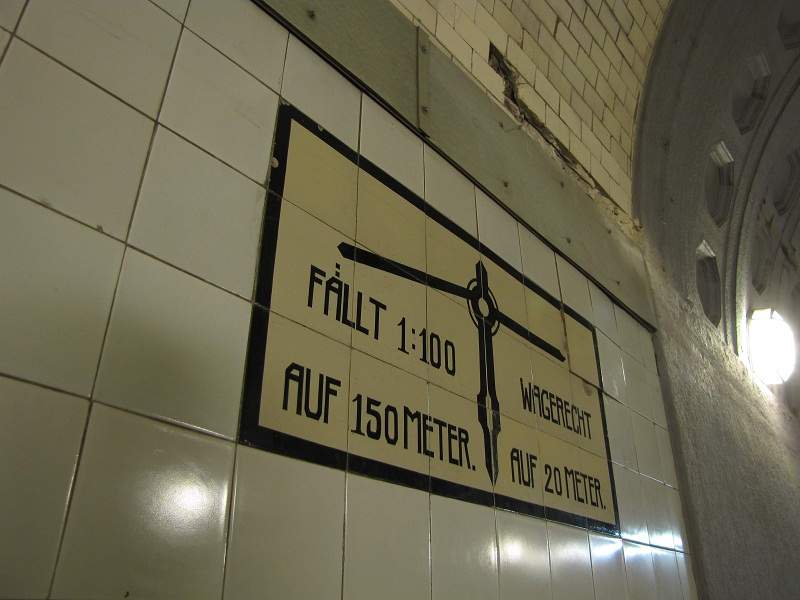 FÄLLT 1:100
AUF 150 METER.
WAGERECHT
AUF 20 METER.